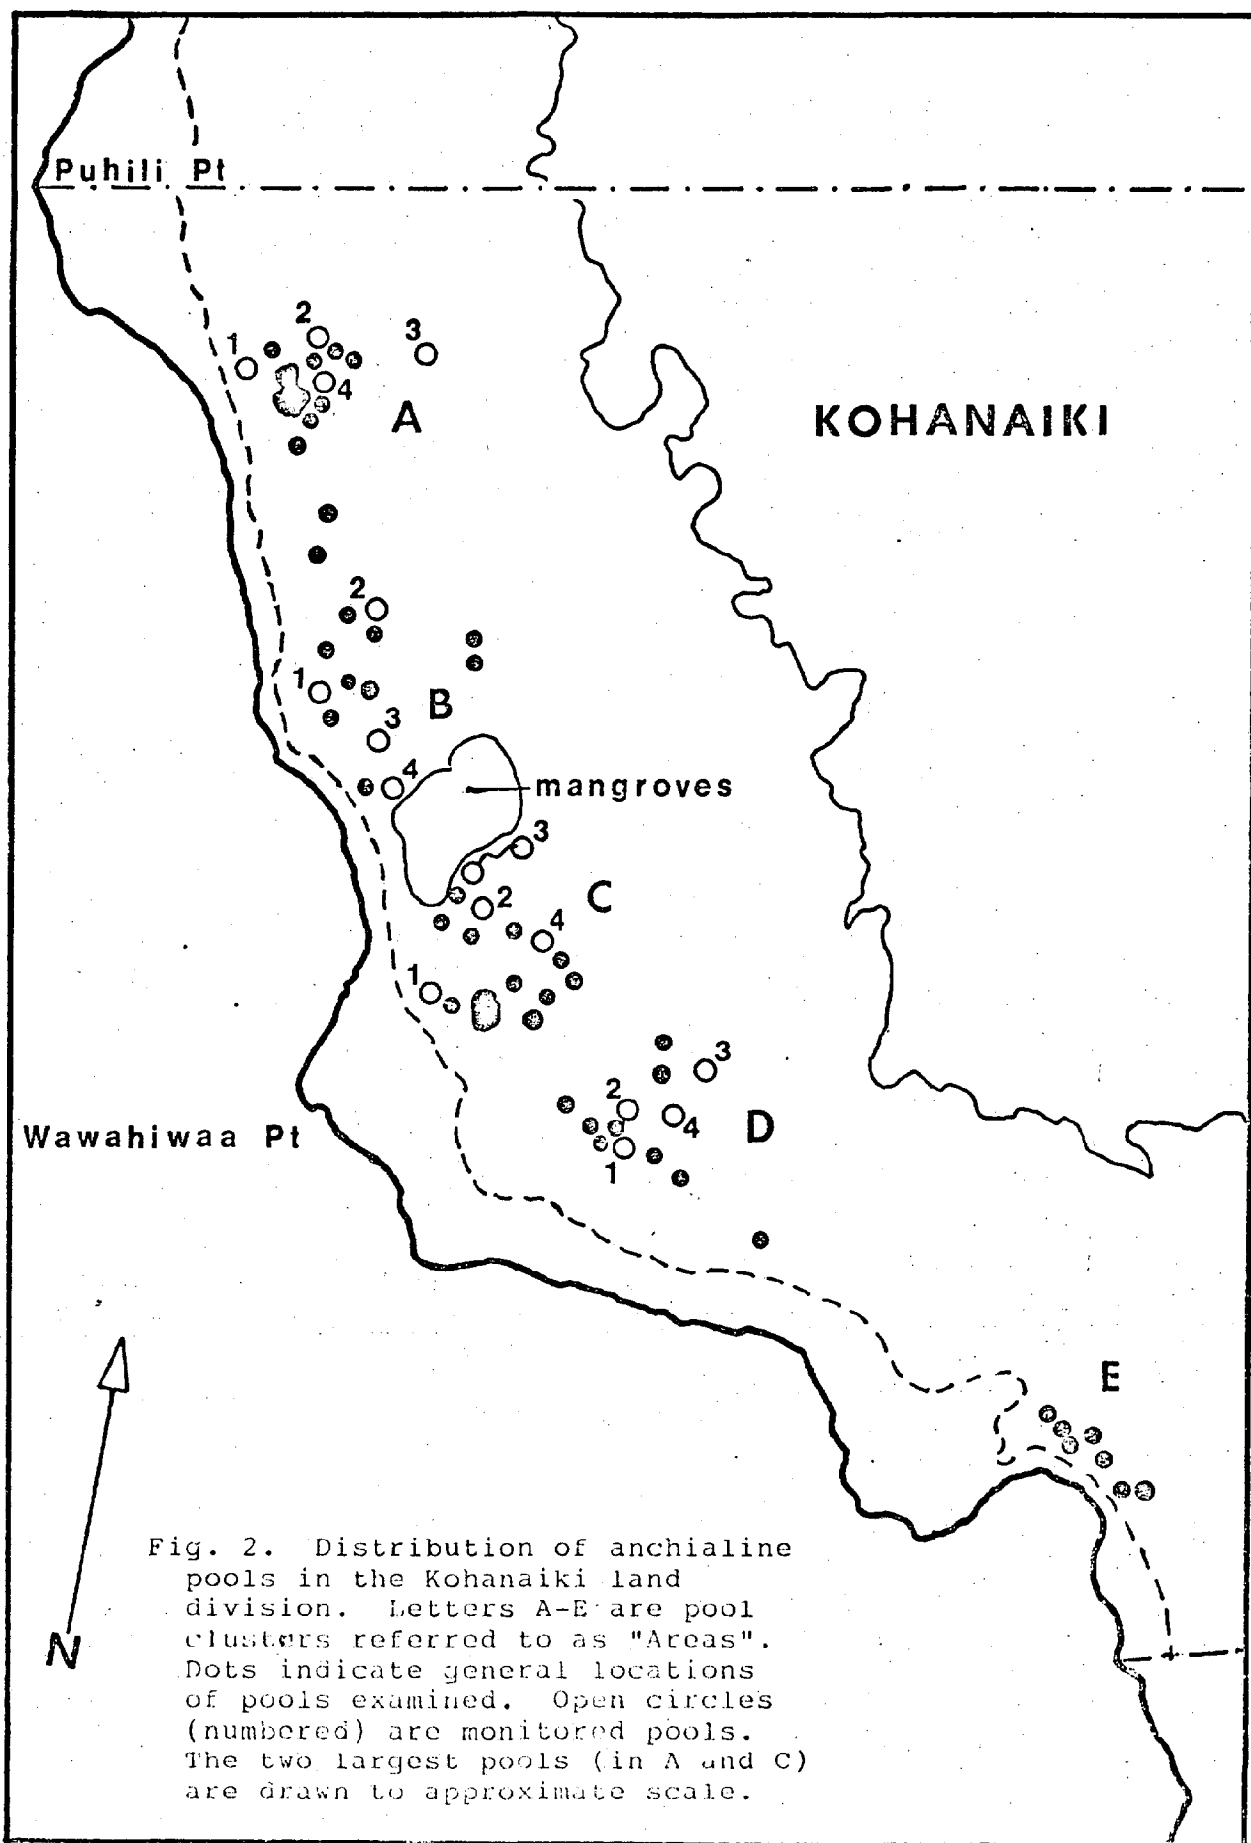 Puhili Pt
2
3
1
4
A
KOHANAIKI
2
1
B
3
4
mangroves
3
C
2
4
1
3
2
4
D
1
Wawahiwaa Pt
E
N
Fig. 2. Distribution of anchialine
pools in the Kohanaiki land
division. Letters A-E are pool
clusters referred to as "Areas".
Dots indicate general locations
of pools examined. Open circles
(numbered) are monitored pools.
The two largest pools (in A and C)
are drawn to approximate scale.